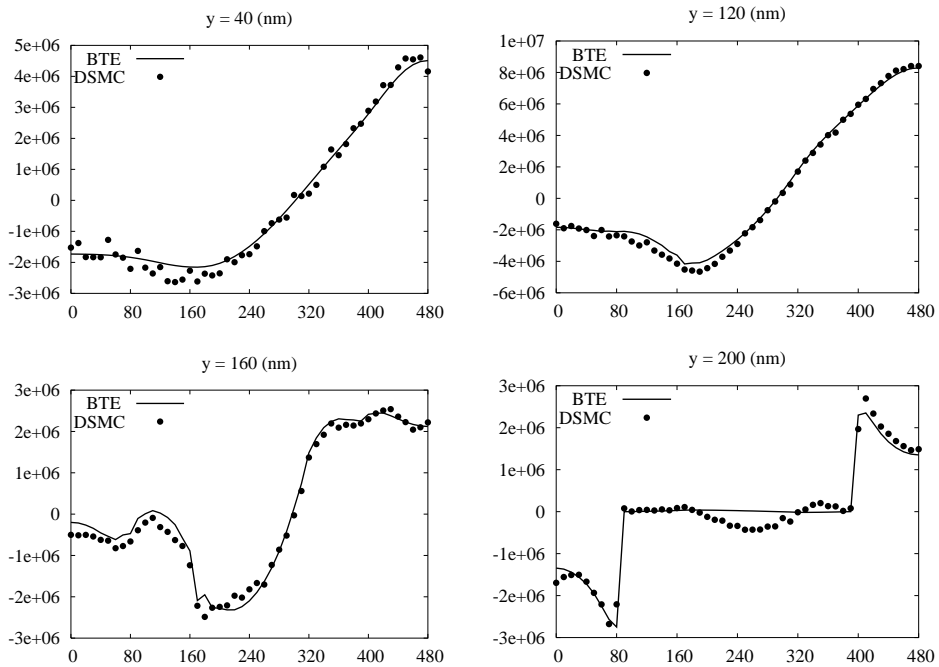 y = 40 (nm)
5e+06
4e+06
3e+06
2e+06
1e+06
0
-1e+06
-2e+06
-3e+06
BTE
DSMC
0 80 160 240 320 400 480
y = 120 (nm)
1e+07
8e+06
6e+06
4e+06
2e+06
0
-2e+06
-4e+06
-6e+06
BTE
DSMC
0 80 160 240 320 400 480
y = 160 (nm)
3e+06
2e+06
1e+06
0
-1e+06
-2e+06
-3e+06
BTE
DSMC
0 80 160 240 320 400 480
y = 200 (nm)
3e+06
2e+06
1e+06
0
-1e+06
-2e+06
-3e+06
BTE
DSMC
0 80 160 240 320 400 480